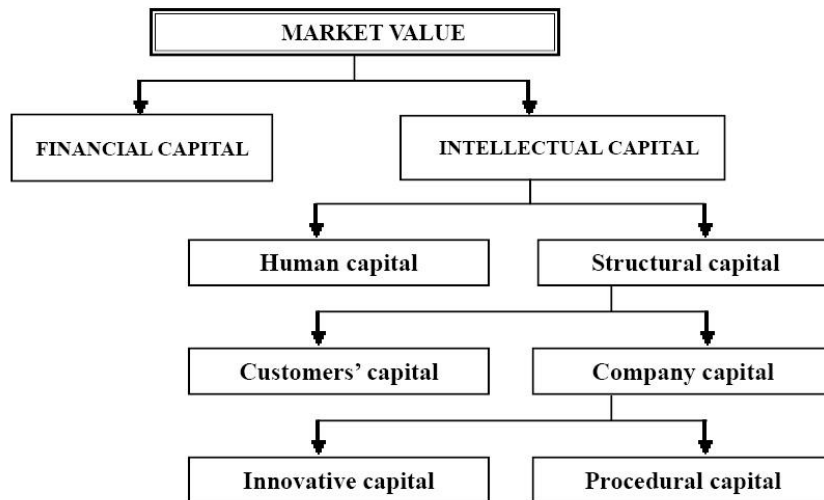 MARKET VALUE
FINANCIAL CAPITAL
INTELLECTUAL CAPITAL
Human capital
Structural capital
Customers’ capital
Company capital
Innovative capital
Procedural capital